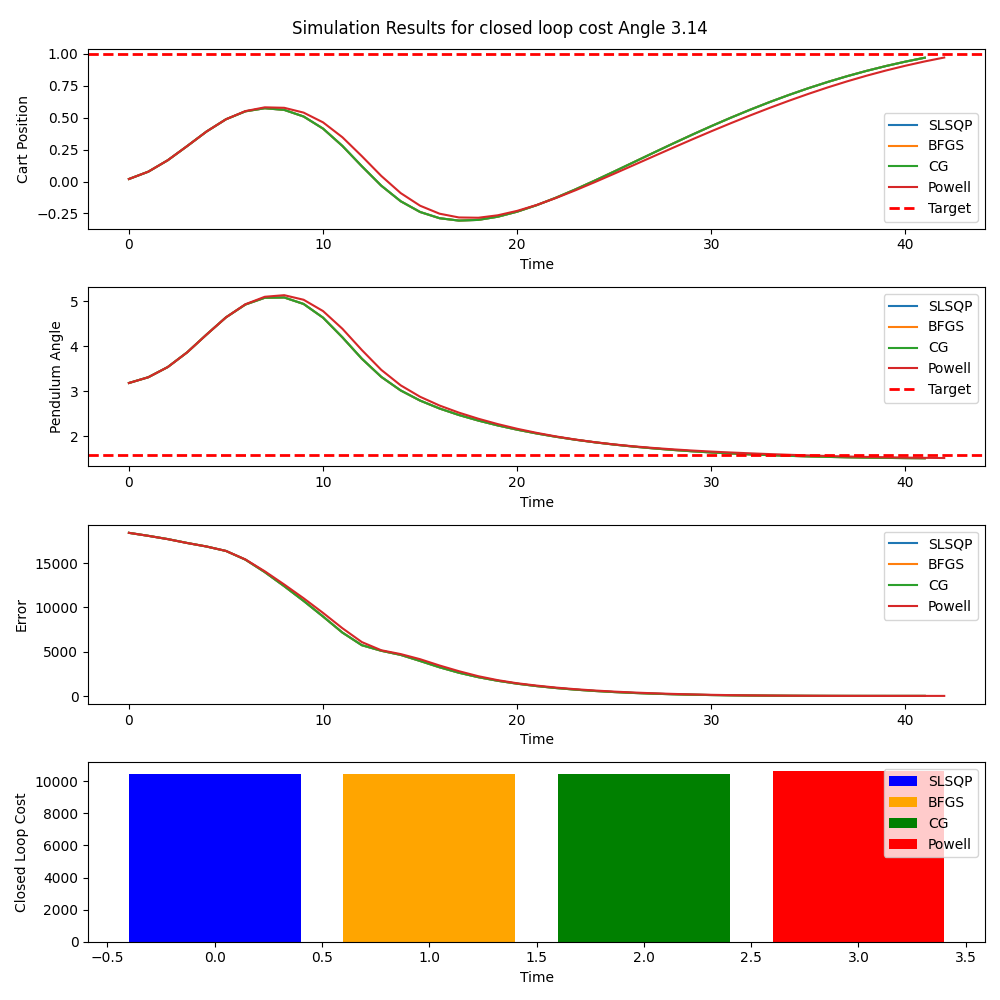 Simulation Results for closed loop cost Angle 3.14
1.00
0.75
0.50
0.25
0.00
−0.25
Cart Position
SLSQP
BFGS
CG
Powell
Target
0 10 20 30 40
Time
5
4
3
2
Pendulum Angle
SLSQP
BFGS
CG
Powell
Target
0 10 20 30 40
Time
15000
10000
5000
0
Error
SLSQP
BFGS
CG
Powell
0 10 20 30 40
Time
10000
8000
6000
4000
2000
0
Closed Loop Cost
SLSQP
BFGS
CG
Powell
−0.5 0.0 0.5 1.0 1.5 2.0 2.5 3.0 3.5
Time